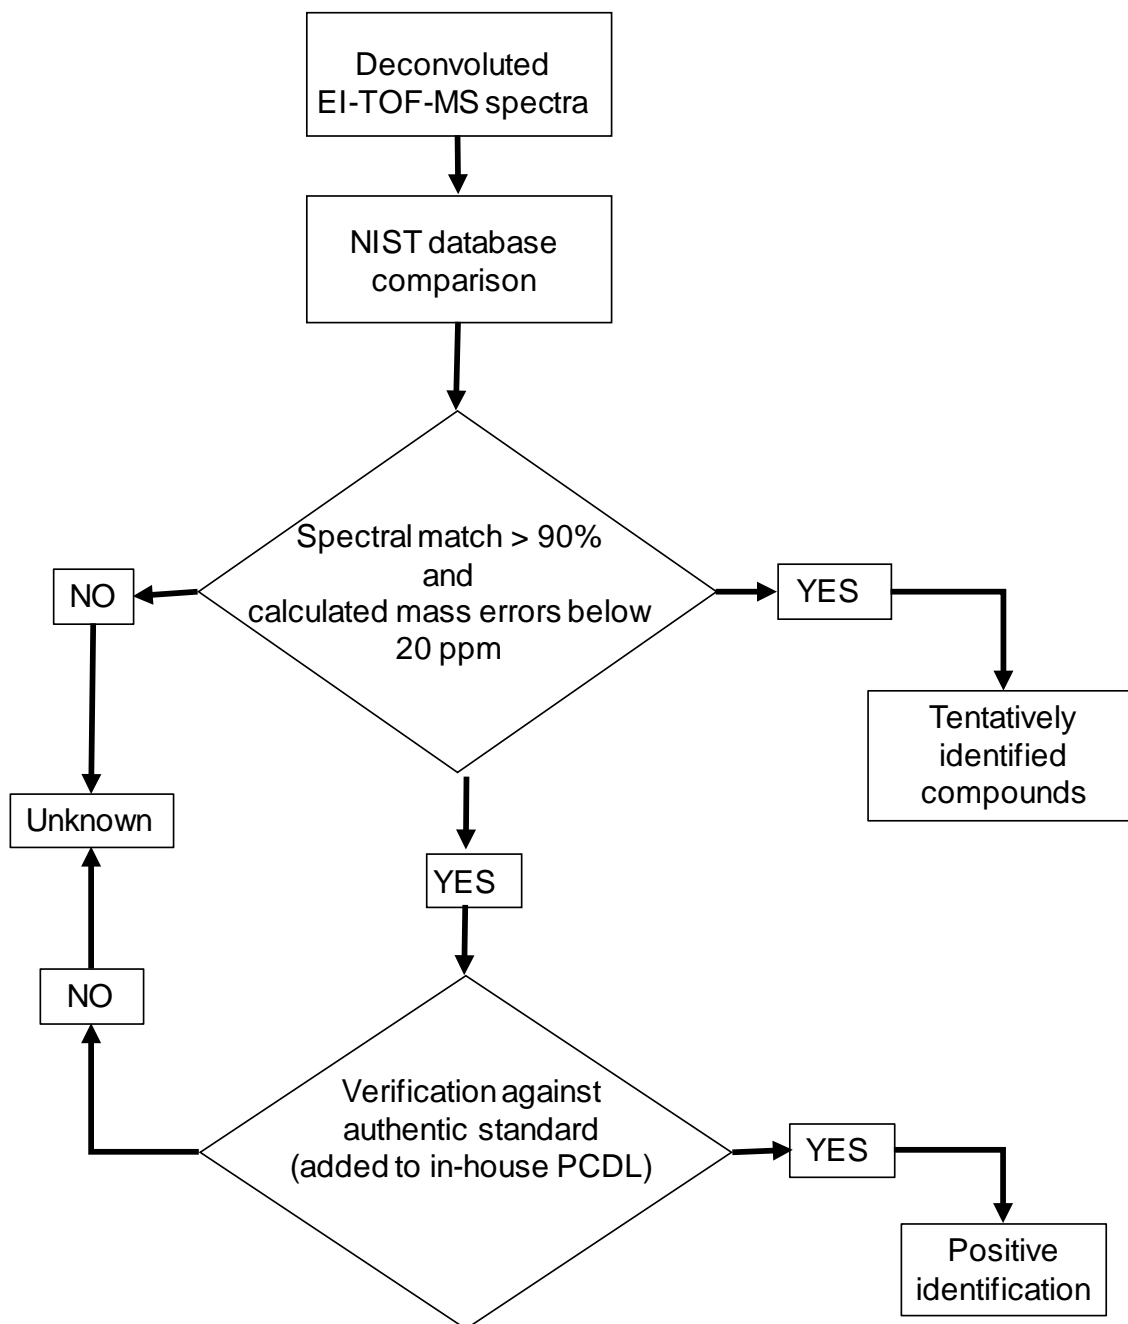 Deconvoluted
EI-TOF-MS spectra
NIST database
comparison
Spectral match > 90%
and
calculated mass errors below
20 ppm
NO
YES
Tentatively
identified
compounds
Unknown
YES
NO
Verification against
authentic standard
(added to in-house PCDL)
YES
Positive
identification